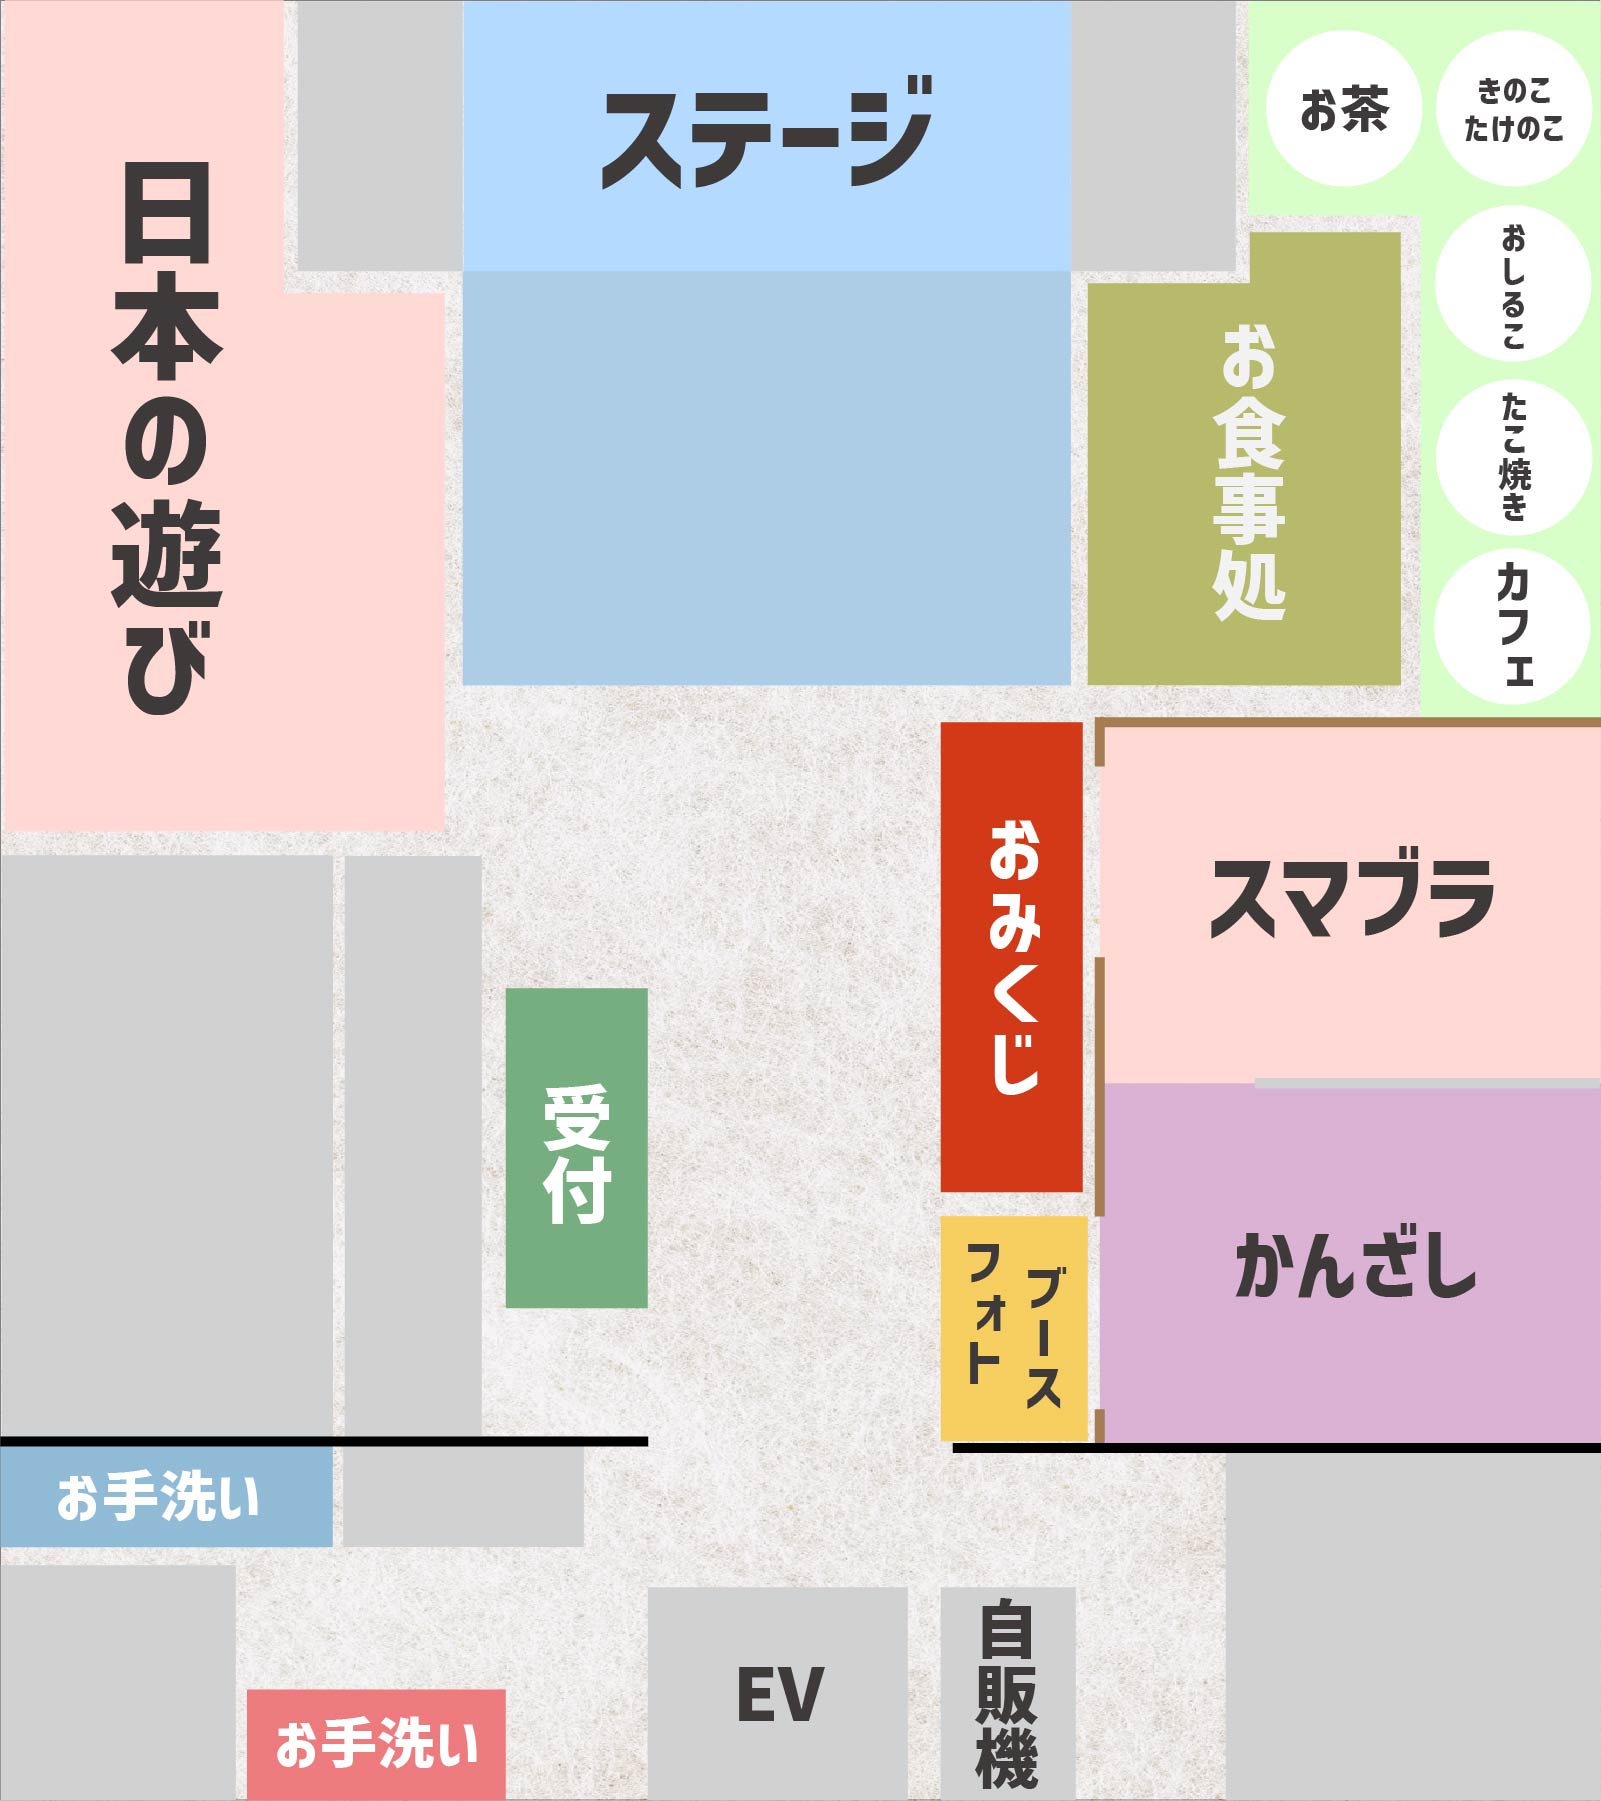 ステージ
お茶
きのこ
たけのこ
日本の遊び
おしるこ
お食事処
たこ焼き
カフェ
おみくじ
スマブラ
受付
フォト
ブース
かんざし
お手洗い
EV
自販機
お手洗い